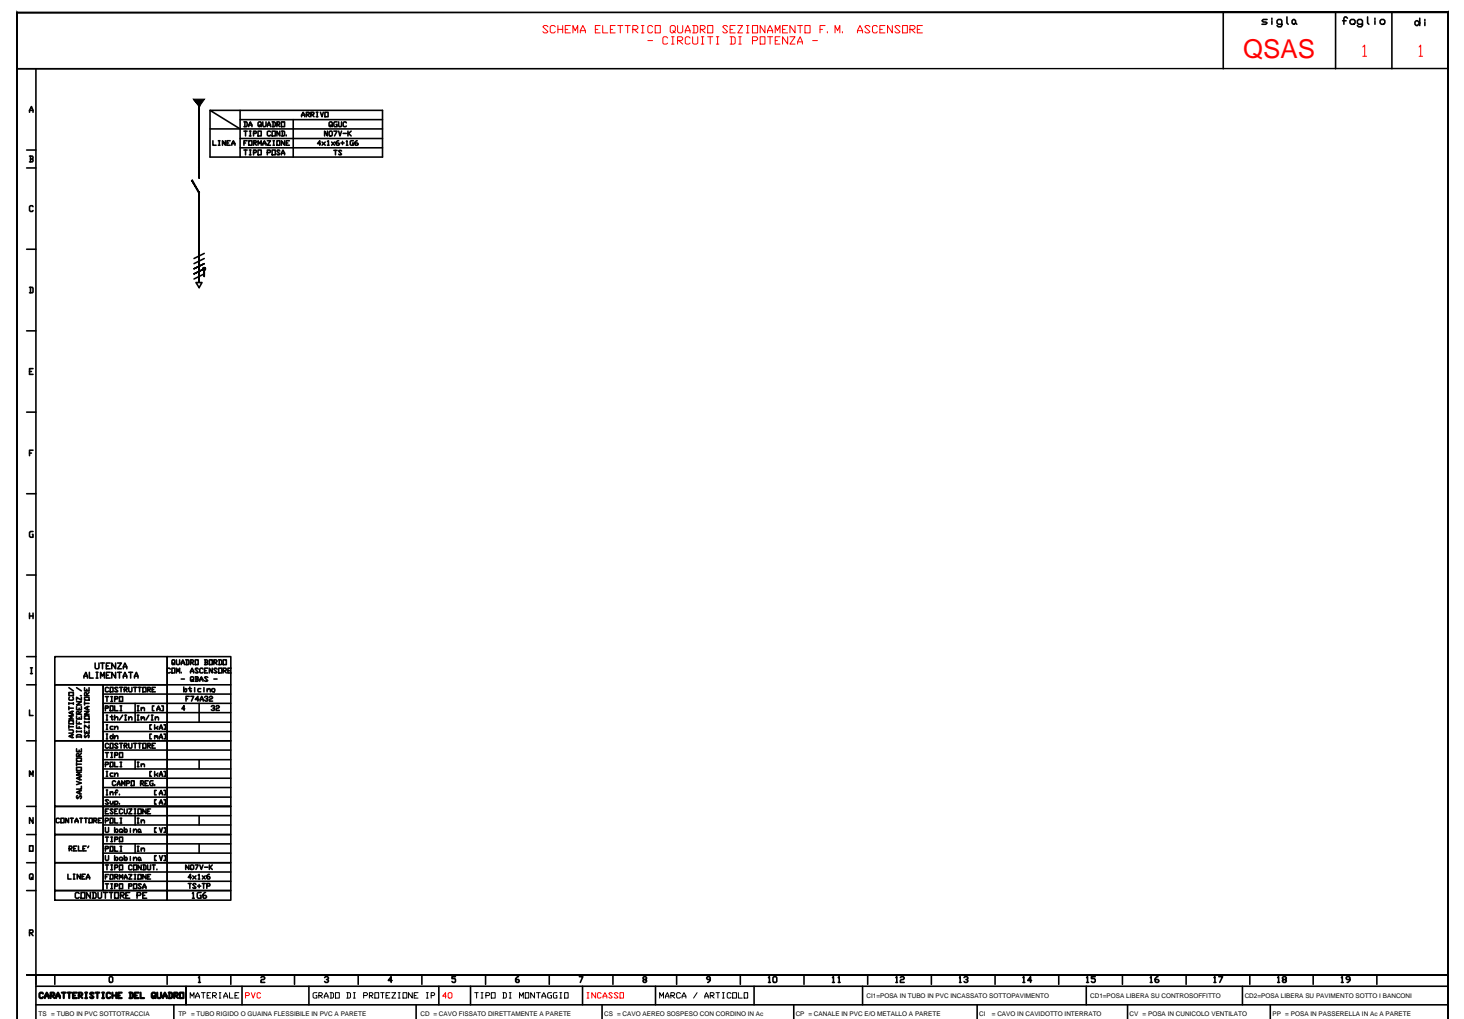 SCHEMA ELETTRICO QUADRO SEZIONAMENTO F.M. ASCENSORE
- CIRCUITI DI POTENZA -
sigla foglio di
QSAS 1 1
A
B
C
D
E
F
G
H
I
L
M
N
O
Q
R
ARRIVO
DA QUADRO QGUC
LINEA
TIPO COND. NO7V-K
FORMAZIONE 4x1x6+1G6
TIPO POSA TS
UTENZA ALIMENTATA
QUADRO BORDO
COM. ASCENSORE
- QBAS -
AUTOMATICO/
DIFFERENZ./
SEZIONATORE
COSTRUTTORE bticino
TIPO F74A32
POLI In [A] 4 32
Ith/In Im/In
Icn [kA]
Idn [mA]
SALVAMOTORE
COSTRUTTORE
TIPO
POLI In
Icn [kA]
CAMPO REG.
Inf. [A]
Sup. [A]
CONTATTORE
ESECUZIONE
POLI In
U bobina [V]
RELE'
TIPO
POLI In
U bobina [V]
LINEA
TIPO CONDUT. NO7V-K
FORMAZIONE 4x1x6
TIPO POSA TS+TP
CONDUTTORE PE 1G6
0 1 2 3 4 5 6 7 8 9 10 11 12 13 14 15 16 17 18 19
CARATTERISTICHE DEL QUADRO MATERIALE PVC GRADO DI PROTEZIONE IP 40 TIPO DI MONTAGGIO INCASSO MARCA / ARTICOLO CI1=POSA IN TUBO IN PVC INCASSATO SOTTOPAVIMENTO CD1=POSA LIBERA SU CONTROSOFFITTO CD2=POSA LIBERA SU PAVIMENTO SOTTO I BANCONI
TS = TUBO IN PVC SOTTOTRACCIA TP = TUBO RIGIDO O GUAINA FLESSIBILE IN PVC A PARETE CD = CAVO FISSATO DIRETTAMENTE A PARETE CS = CAVO AEREO SOSPESO CON CORDINO IN Ac CP = CANALE IN PVC E/O METALLO A PARETE CI = CAVO IN CAVIDOTTO INTERRATO CV = POSA IN CUNICOLO VENTILATO PP = POSA IN PASSERELLA IN Ac A PARETE